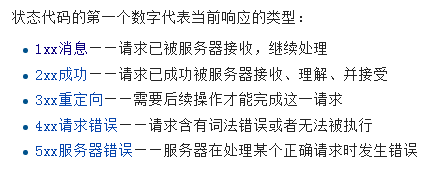 状态代码的第一个数字代表当前响应的类型：
1xx消息——请求已被服务器接收，继续处理
2xx成功——请求已成功被服务器接收、理解、并接受
3xx重定向——需要后续操作才能完成这一请求
4xx请求错误——请求含有词法错误或者无法被执行
5xx服务器错误——服务器在处理某个正确请求时发生错误